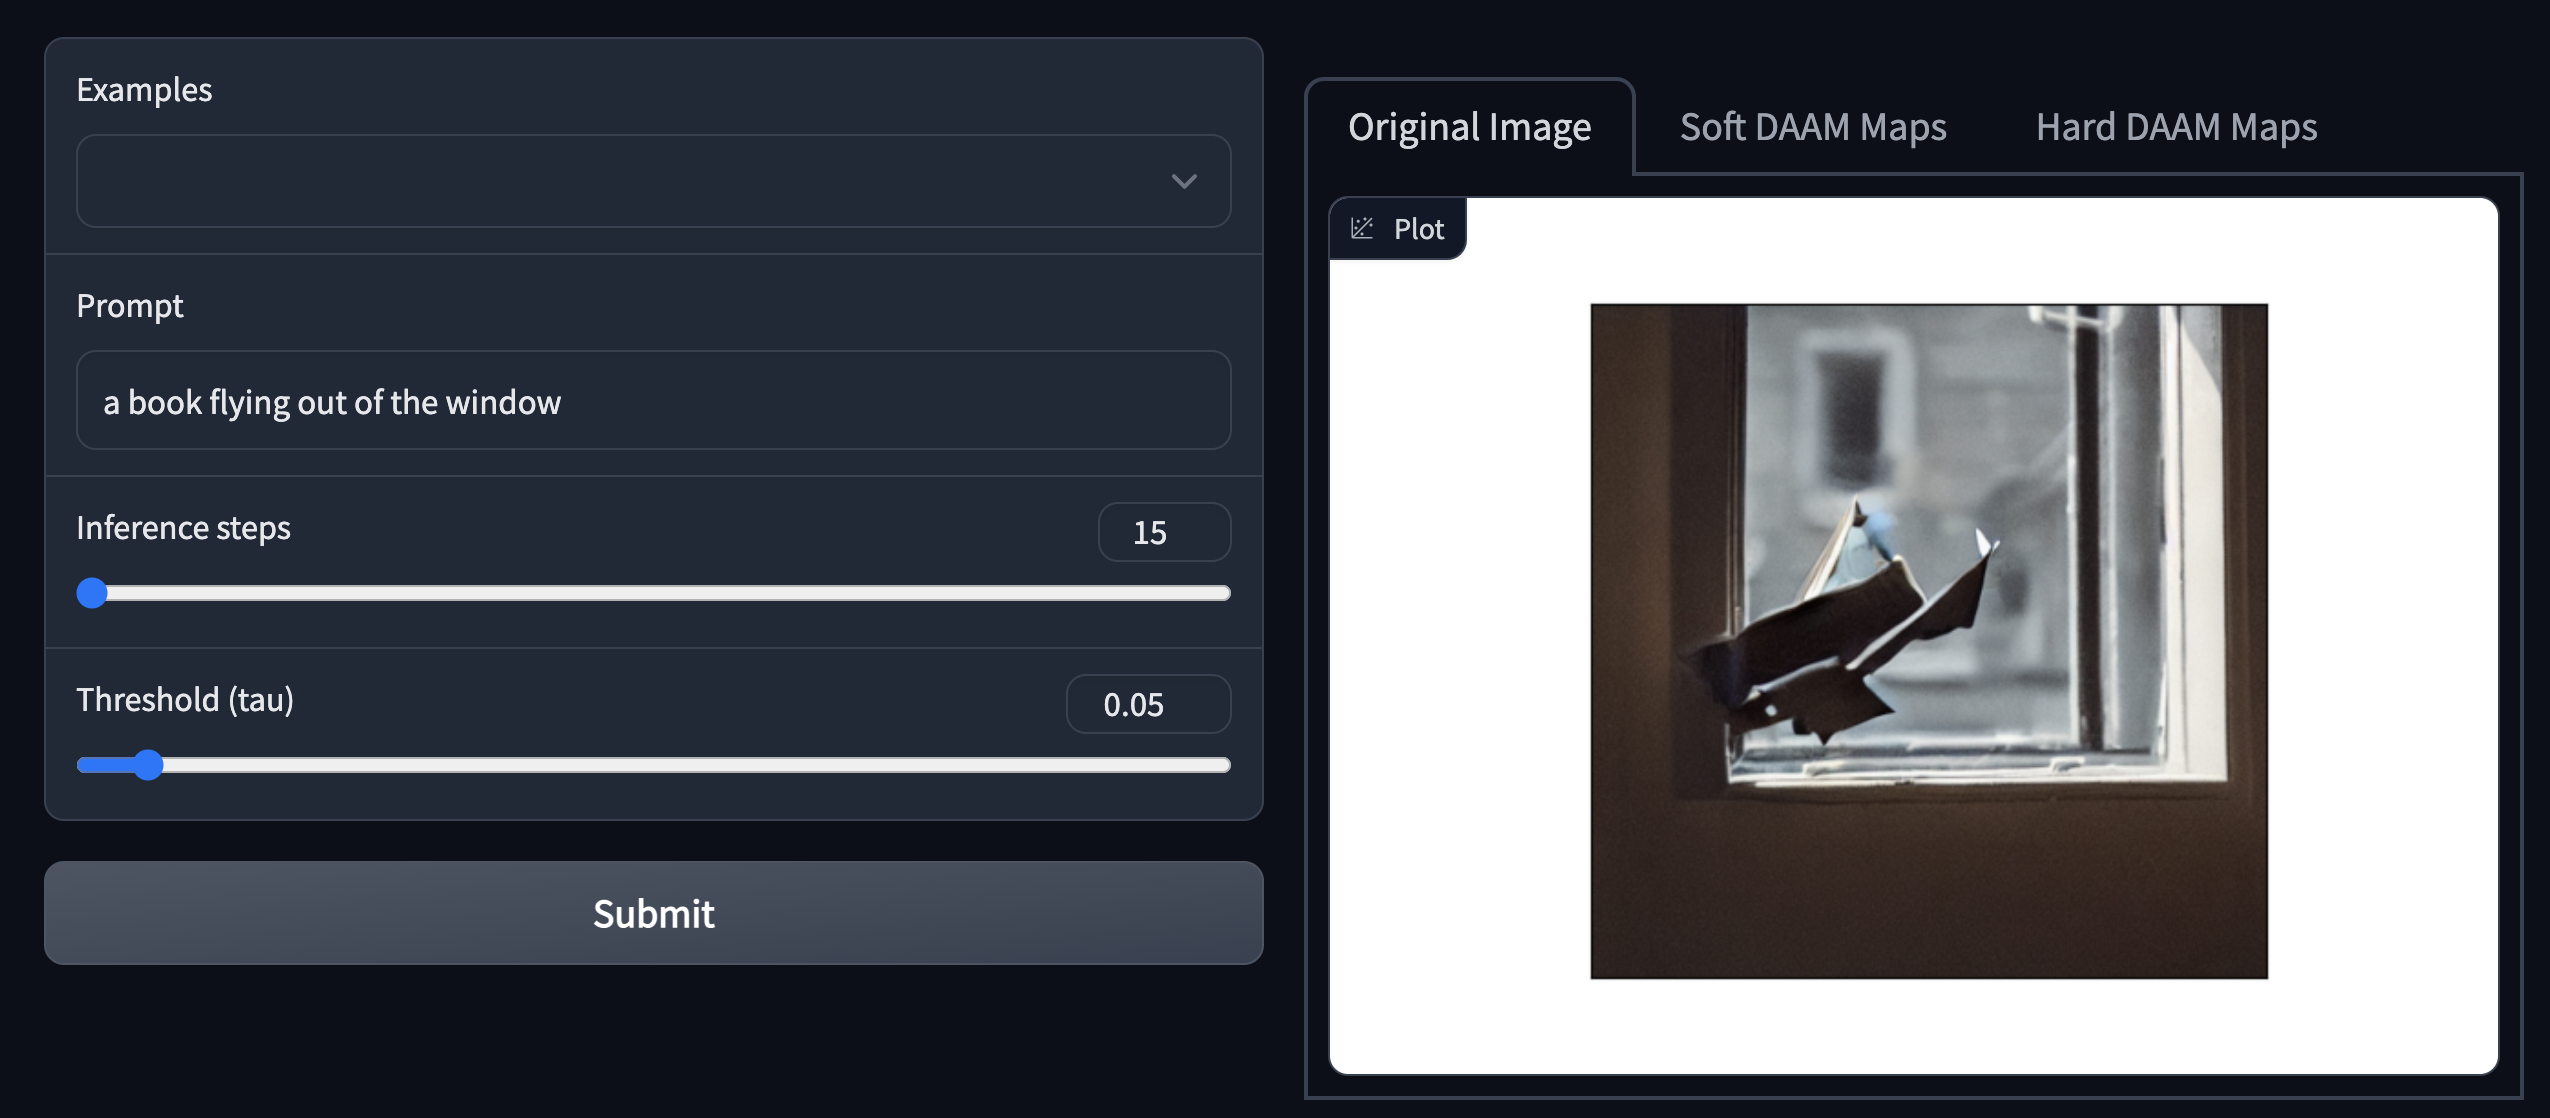 Examples
Prompt
a book flying out of the window
Inference steps
15
Threshold (tau)
0.05
Submit
Original Image
Soft DAAM Maps
Hard DAAM Maps
Plot